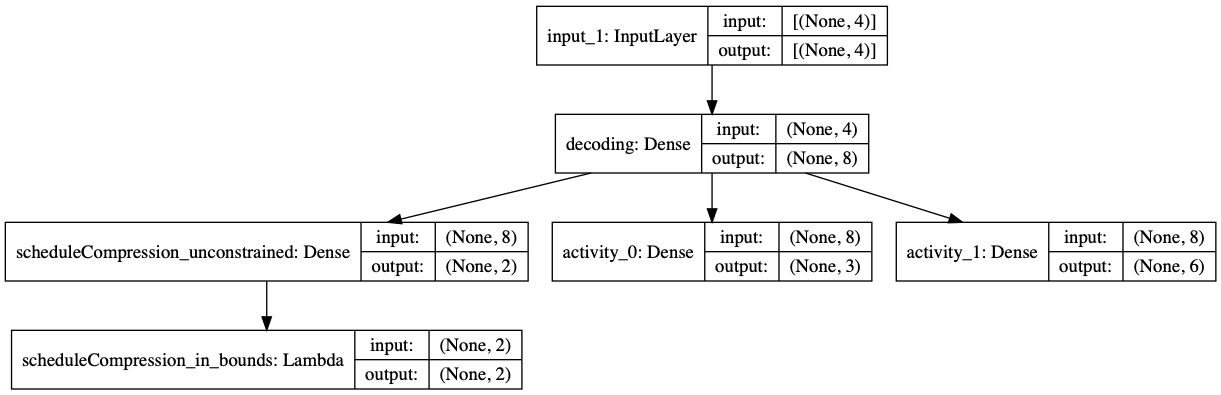 input_1: InputLayer
input: [(None, 4)]
output: [(None, 4)]
decoding: Dense
input: (None, 4)
output: (None, 8)
scheduleCompression_unconstrained: Dense
input: (None, 8)
output: (None, 2)
activity_0: Dense
input: (None, 8)
output: (None, 3)
activity_1: Dense
input: (None, 8)
output: (None, 6)
scheduleCompression_in_bounds: Lambda
input: (None, 2)
output: (None, 2)